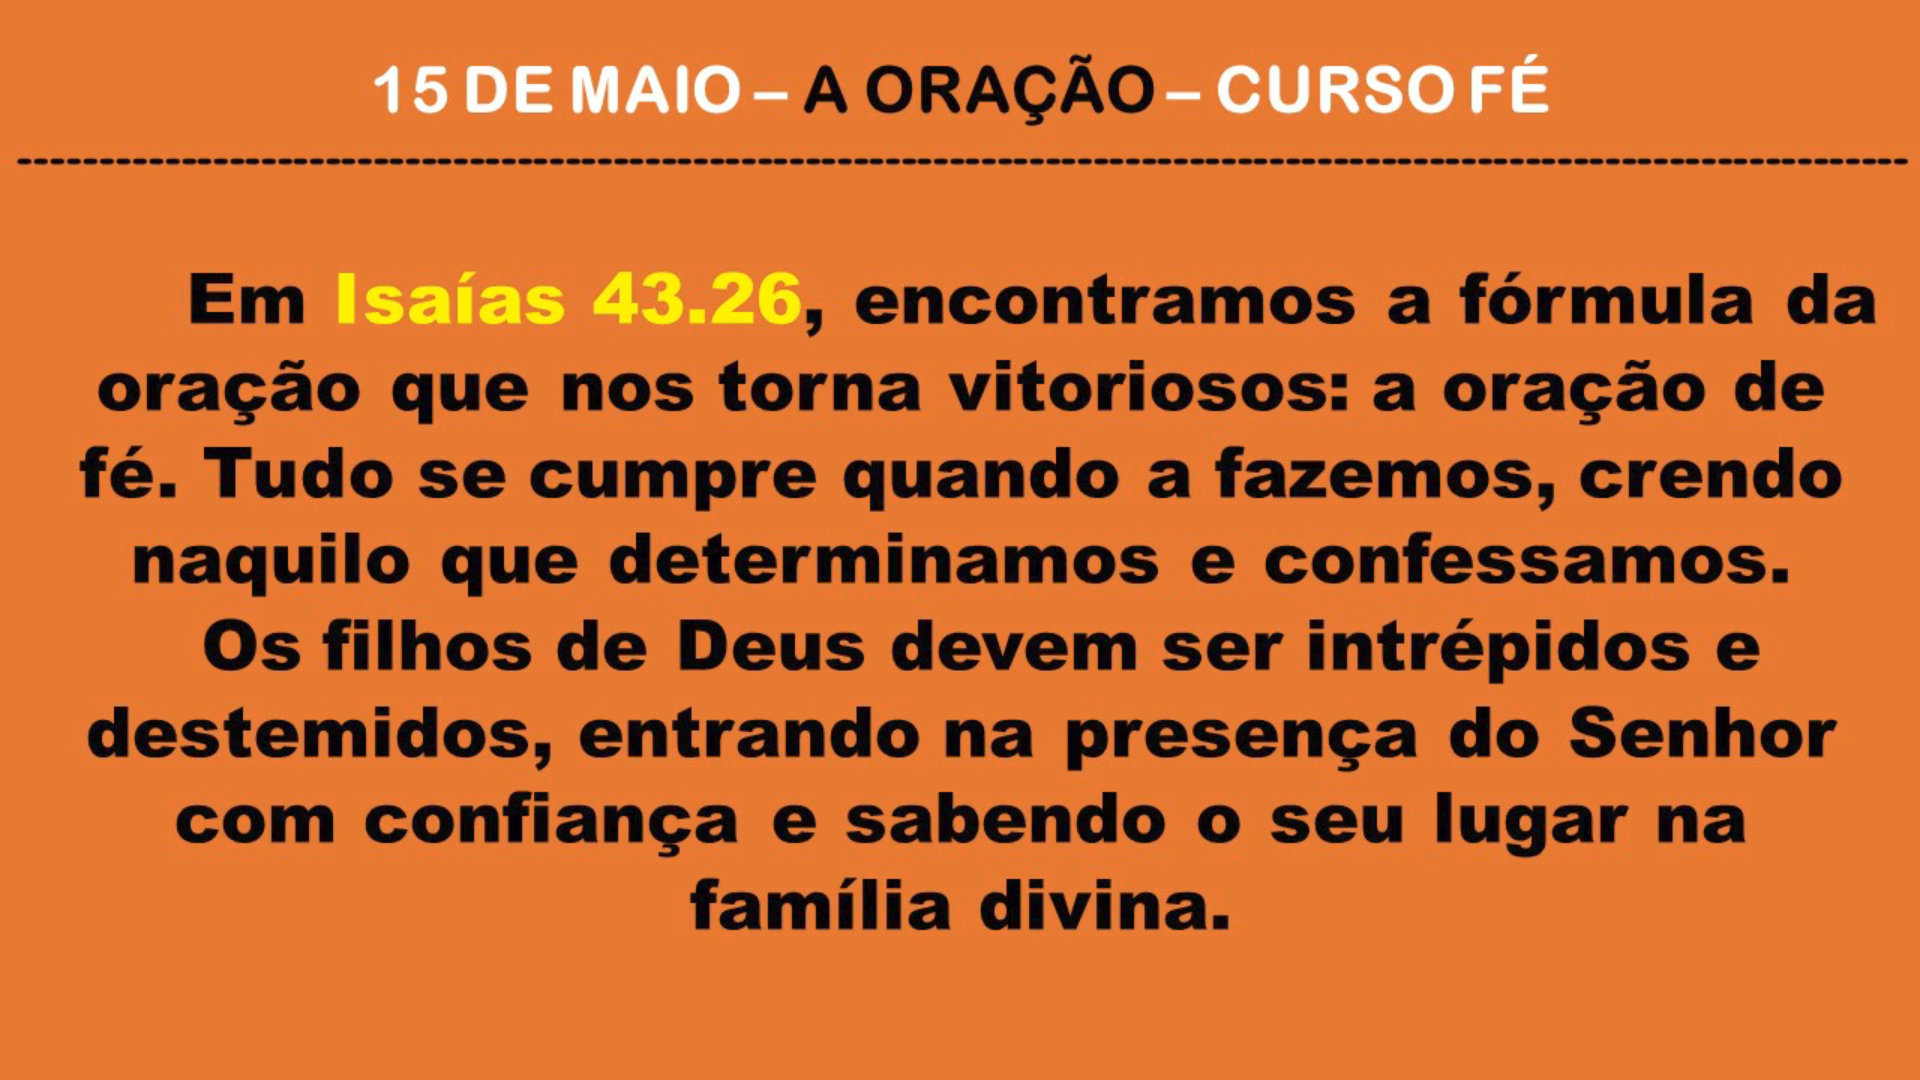 15 DE MAIO – A ORAÇÃO – CURSO FÉ
Em Isaías 43.26, encontramos a fórmula da
oração que nos torna vitoriosos: a oração de
fé. Tudo se cumpre quando a fazemos, crendo
naquilo que determinamos e confessamos.
Os filhos de Deus devem ser intrépidos e
destemidos, entrando na presença do Senhor
com confiança e sabendo o seu lugar na
família divina.